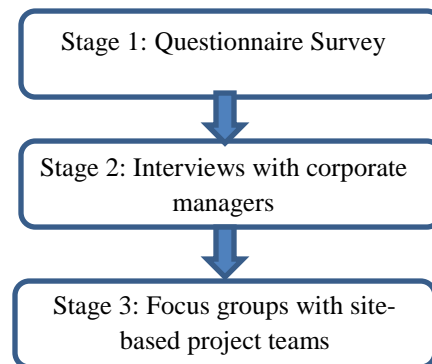 Stage 1: Questionnaire Survey
Stage 2: Interviews with corporate
managers
Stage 3: Focus groups with site-
based project teams